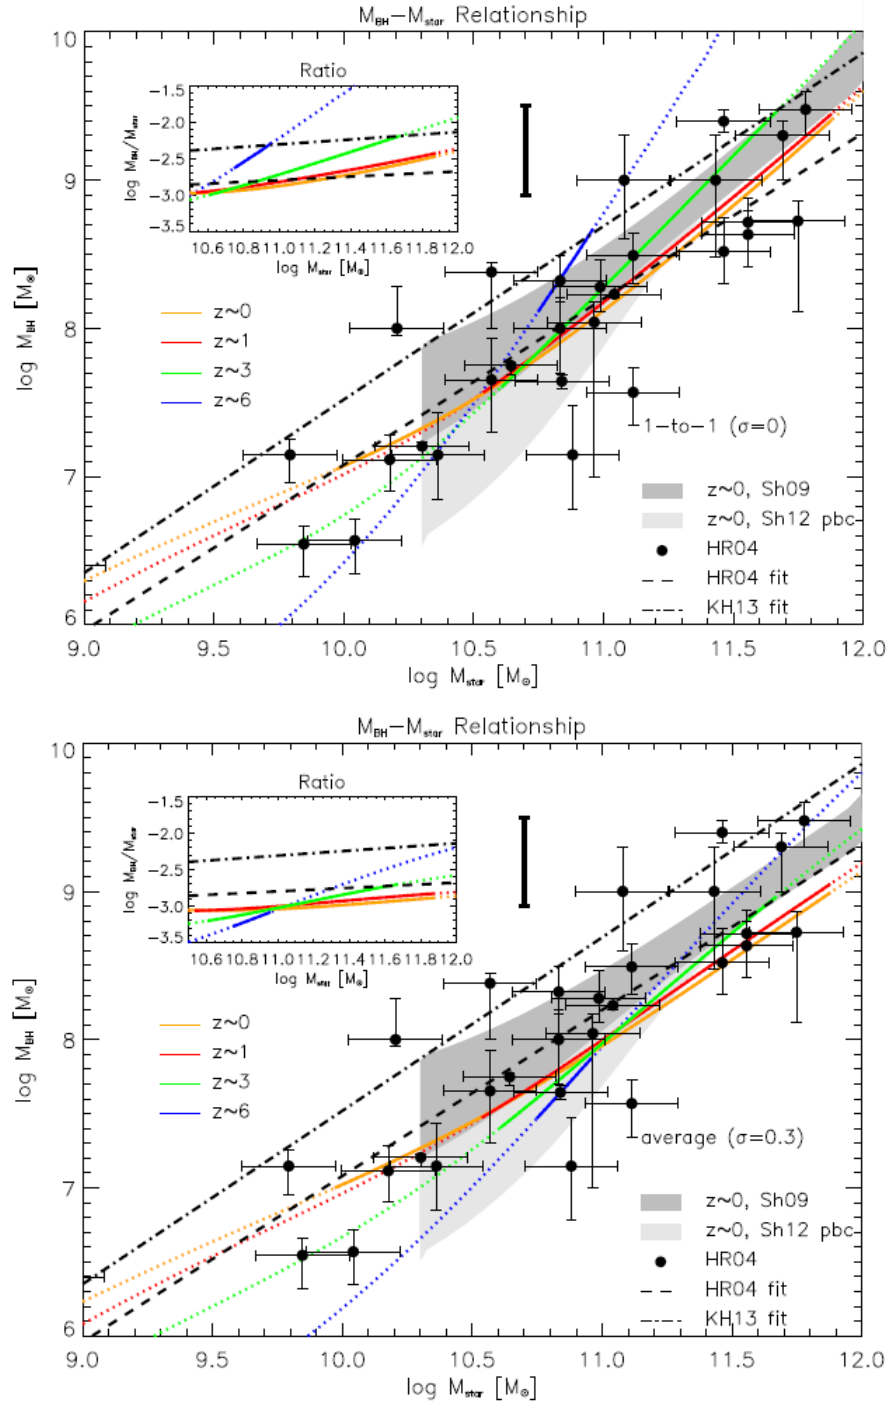 M_BH−M_star Relationship
10
9
8
7
6
log M_BH [M_⊙]
Ratio
−1.5
−2.0
−2.5
−3.0
−3.5
log M_BH/M_star
10.6 10.8 11.0 11.2 11.4 11.6 11.8 12.0
log M_star [M_⊙]
z~0
z~1
z~3
z~6
1−to−1 (σ=0)
z~0, Sh09
z~0, Sh12 pbc
HR04
HR04 fit
KH13 fit
9.0 9.5 10.0 10.5 11.0 11.5 12.0
log M_star [M_⊙]
M_BH−M_star Relationship
10
9
8
7
6
log M_BH [M_⊙]
Ratio
−1.5
−2.0
−2.5
−3.0
−3.5
log M_BH/M_star
10.6 10.8 11.0 11.2 11.4 11.6 11.8 12.0
log M_star [M_⊙]
z~0
z~1
z~3
z~6
average (σ=0.3)
z~0, Sh09
z~0, Sh12 pbc
HR04
HR04 fit
KH13 fit
9.0 9.5 10.0 10.5 11.0 11.5 12.0
log M_star [M_⊙]